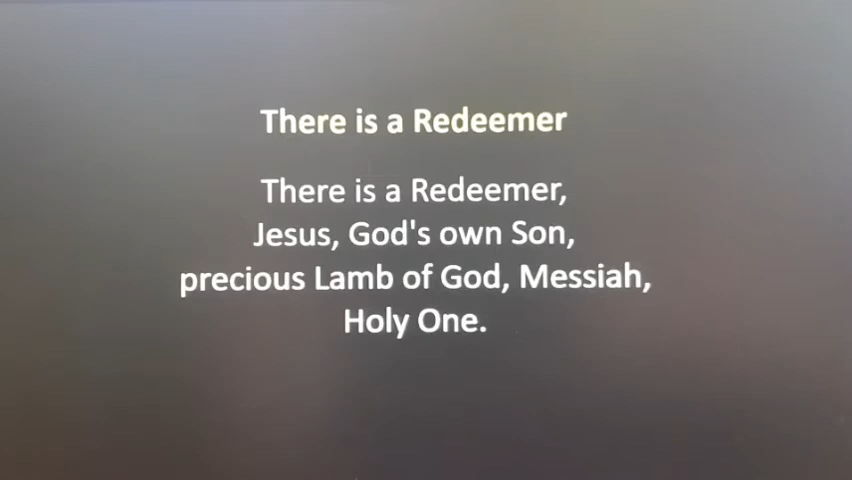 There is a Redeemer
There is a Redeemer,
Jesus, God's own Son,
precious Lamb of God, Messiah,
Holy One.